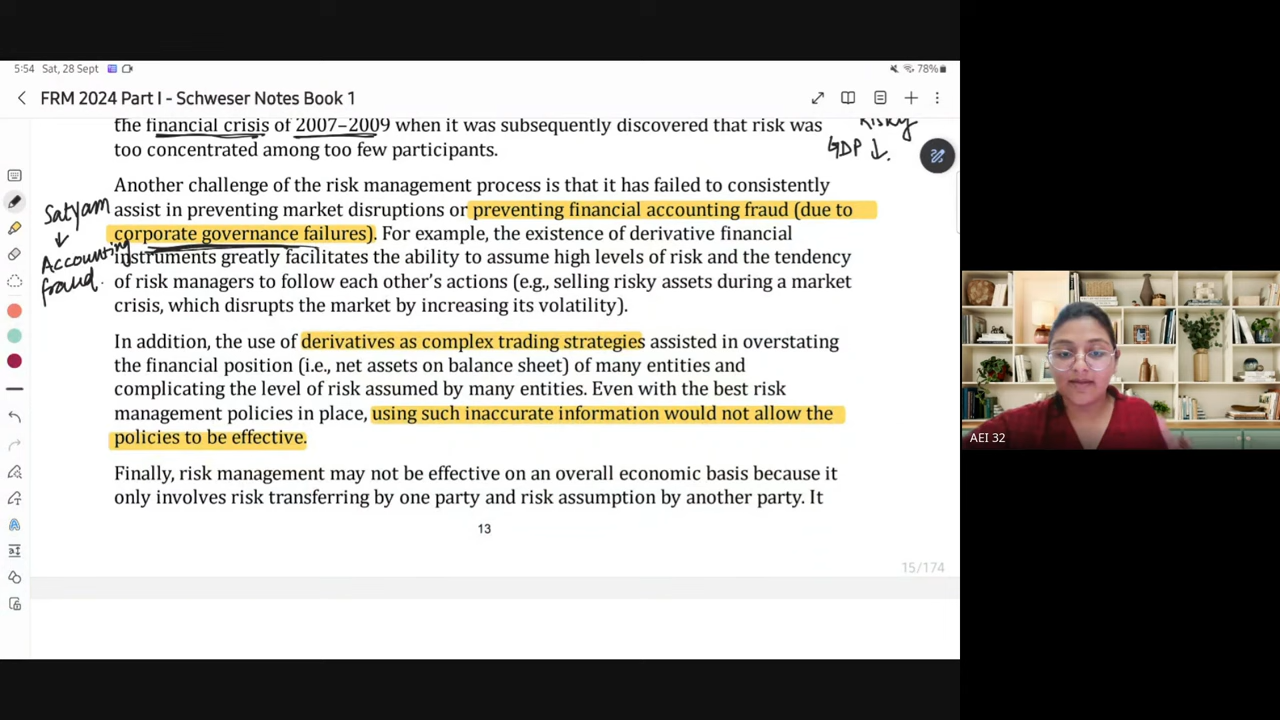 5:54 Sat, 28 Sept 78%
FRM 2024 Part I - Schweser Notes Book 1
the financial crisis of 2007–2009 when it was subsequently discovered that risk was
Risky
too concentrated among too few participants.
GDP ↓.
Another challenge of the risk management process is that it has failed to consistently
Satyam
assist in preventing market disruptions or preventing financial accounting fraud (due to
↓
corporate governance failures). For example, the existence of derivative financial
Accounting
instruments greatly facilitates the ability to assume high levels of risk and the tendency
fraud.
of risk managers to follow each other's actions (e.g., selling risky assets during a market
crisis, which disrupts the market by increasing its volatility).
In addition, the use of derivatives as complex trading strategies assisted in overstating
the financial position (i.e., net assets on balance sheet) of many entities and
complicating the level of risk assumed by many entities. Even with the best risk
management policies in place, using such inaccurate information would not allow the
policies to be effective.
Finally, risk management may not be effective on an overall economic basis because it
only involves risk transferring by one party and risk assumption by another party. It
13
15/174
AEI 32